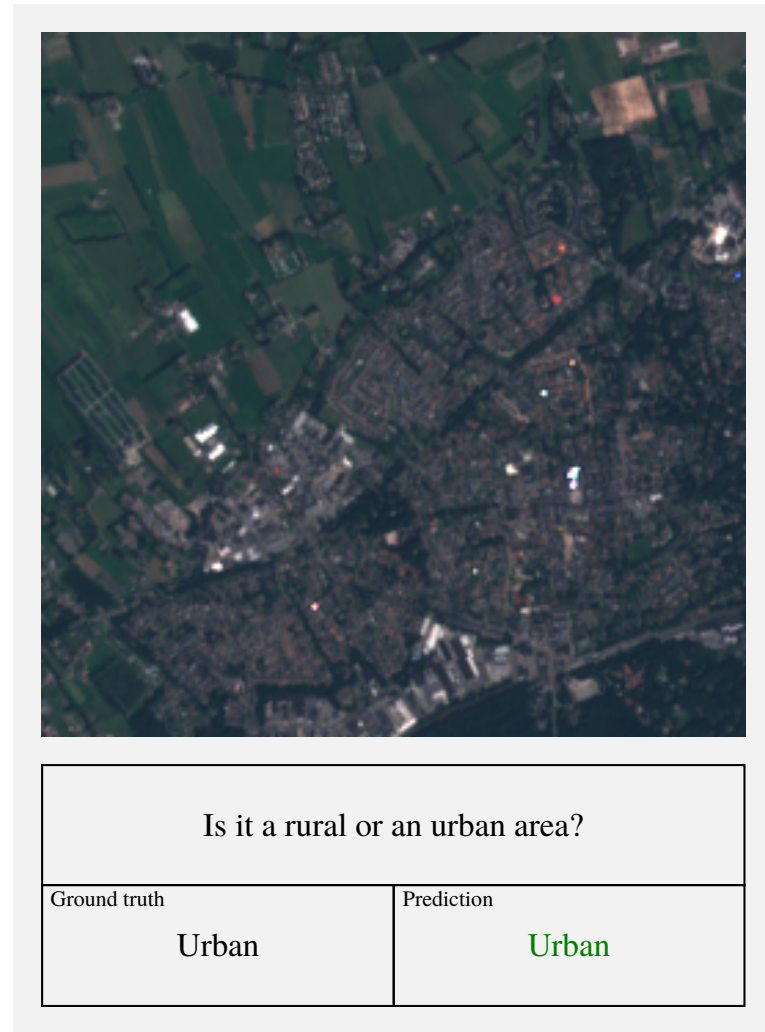 Is it a rural or an urban area?
Ground truth
Urban
Prediction
Urban